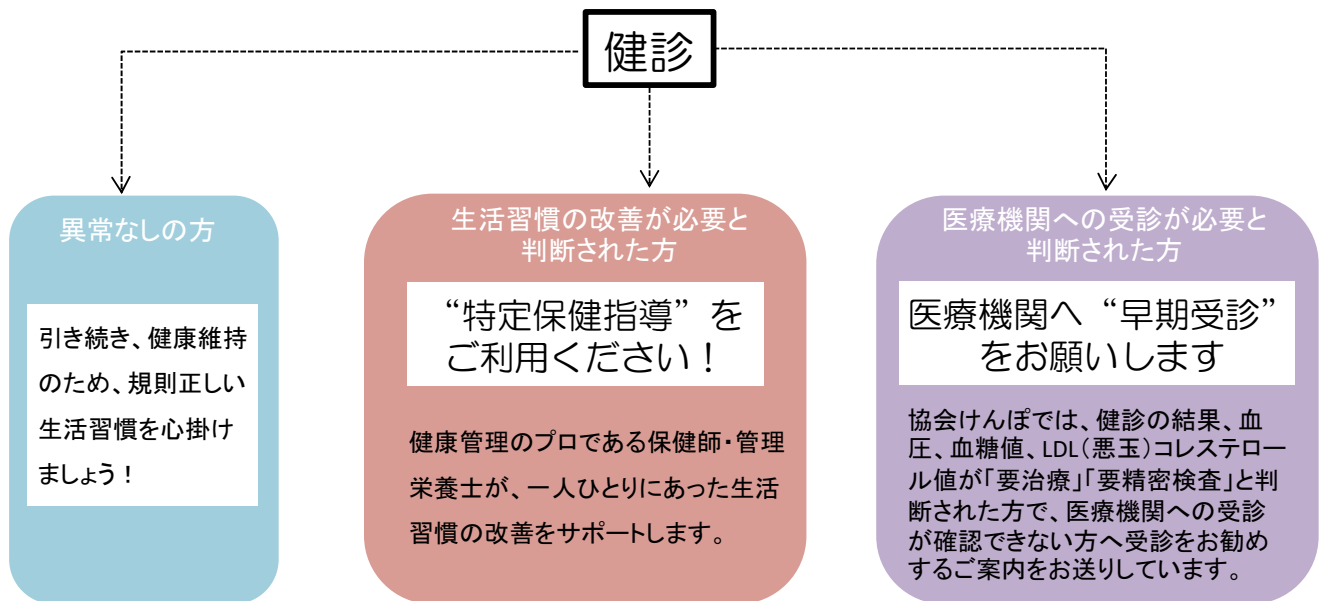 健診
異常なしの方
引き続き、健康維持
のため、規則正しい
生活習慣を心掛け
ましょう！
生活習慣の改善が必要と
判断された方
“特定保健指導”を
ご利用ください！
健康管理のプロである保健師・管理
栄養士が、一人ひとりにあった生活
習慣の改善をサポートします。
医療機関への受診が必要と
判断された方
医療機関へ“早期受診”
をお願いします
協会けんぽでは、健診の結果、血
圧、血糖値、LDL（悪玉）コレステロー
ル値が「要治療」「要精密検査」と判
断された方で、医療機関への受診
が確認できない方へ受診をお勧め
するご案内をお送りしています。